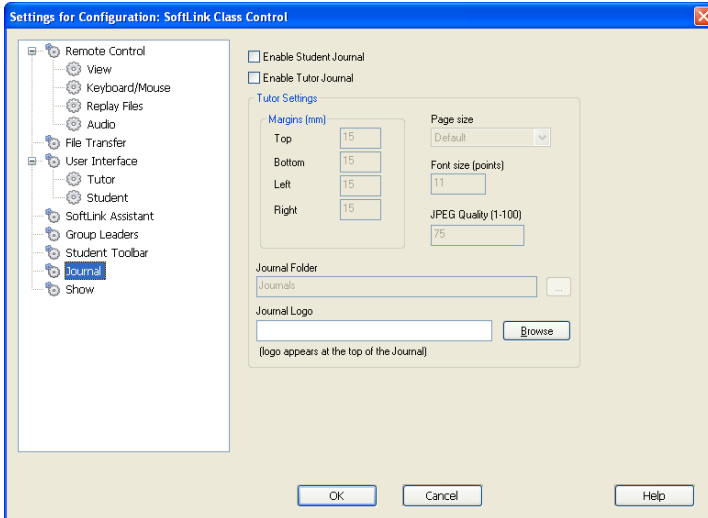 Settings for Configuration: SoftLink Class Control
Remote Control
View
Keyboard/Mouse
Replay Files
Audio
File Transfer
User Interface
Tutor
Student
SoftLink Assistant
Group Leaders
Student Toolbar
Journal
Show
Enable Student Journal
Enable Tutor Journal
Tutor Settings
Margins (mm)
Top 15
Bottom 15
Left 15
Right 15
Page size
Default
Font size (points)
11
JPEG Quality (1-100)
75
Journal Folder
Journals ...
Journal Logo
Browse
(logo appears at the top of the Journal)
OK Cancel Help